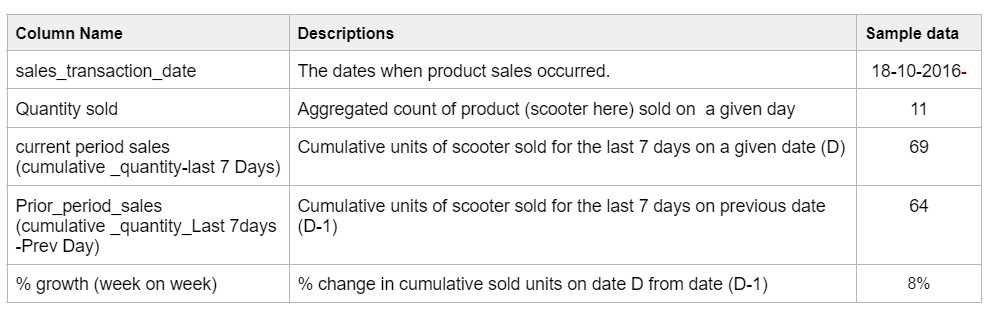 Column Name Descriptions Sample data
sales_transaction_date The dates when product sales occurred. 18-10-2016-
Quantity sold Aggregated count of product (scooter here) sold on a given day 11
current period sales Cumulative units of scooter sold for the last 7 days on a given date (D) 69
(cumulative _quantity-last 7 Days)
Prior_period_sales Cumulative units of scooter sold for the last 7 days on previous date 64
(cumulative _quantity_Last 7days (D-1)
-Prev Day)
% growth (week on week) % change in cumulative sold units on date D from date (D-1) 8%